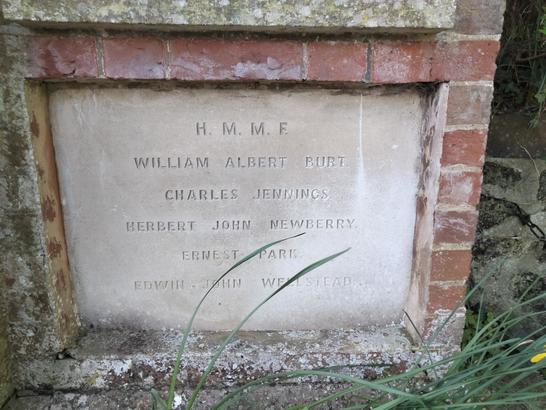 H. M. M. F.
WILLIAM ALBERT BURT.
CHARLES JENNINGS.
HERBERT JOHN NEWBERRY.
ERNEST PARK.
EDWIN JOHN WELLSTEAD.